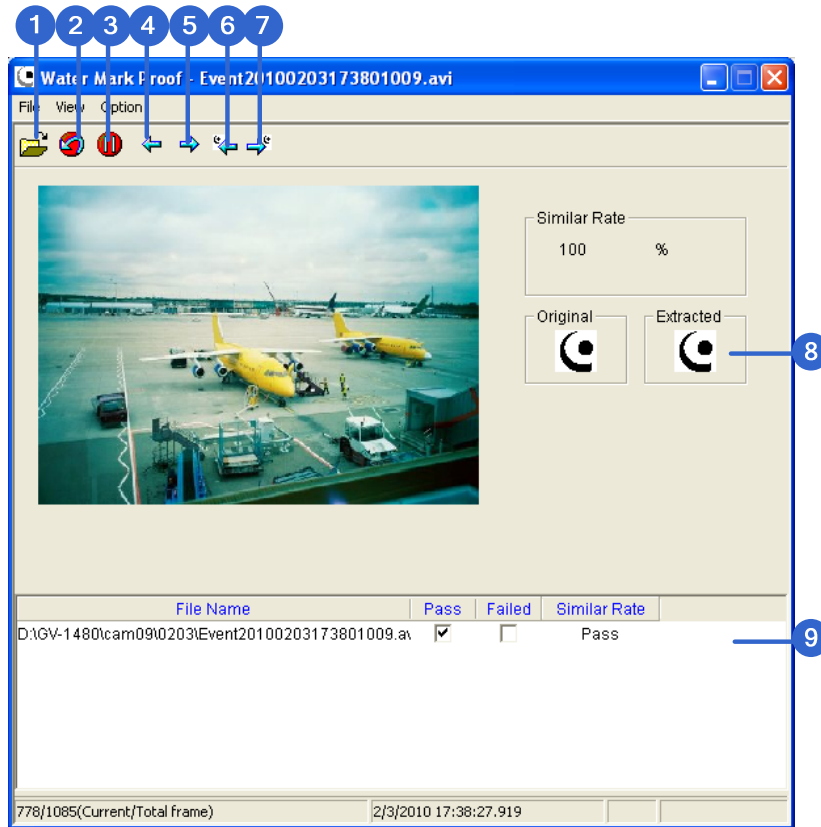 1 2 3 4 5 6 7
Water Mark Proof - Event20100203173801009.avi
File View Option
Similar Rate
100 %
Original Extracted
8
File Name Pass Failed Similar Rate
D:\GV-1480\cam09\0203\Event20100203173801009.av Pass
9
778/1085(Current/Total frame) 2/3/2010 17:38:27.919